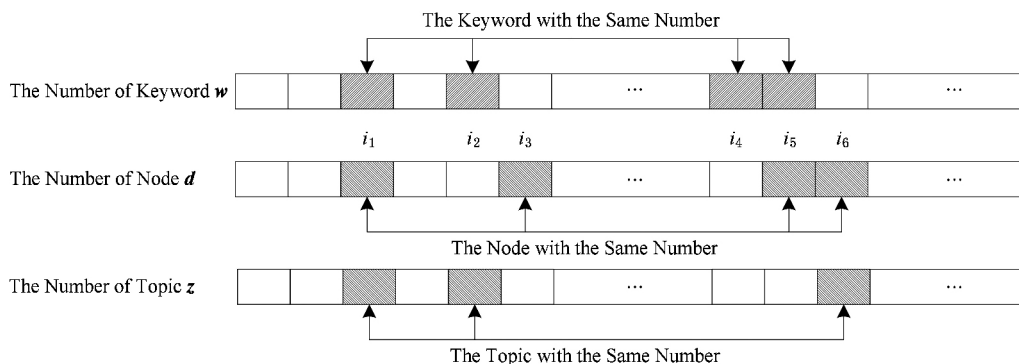 The Keyword with the Same Number
The Number of Keyword w ... ...
i₁ i₂ i₃ i₄ i₅ i₆
The Number of Node d ... ...
The Node with the Same Number
The Number of Topic z ... ...
The Topic with the Same Number